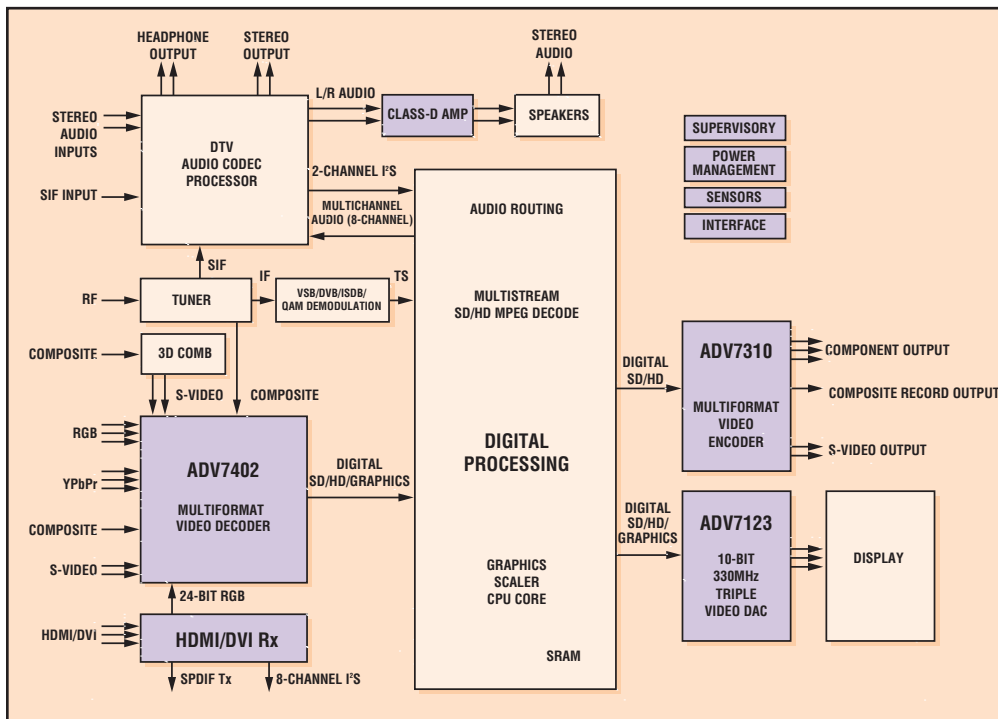 HEADPHONE
OUTPUT
STEREO
OUTPUT
STEREO
AUDIO
STEREO
AUDIO
INPUTS
SIF INPUT
DTV
AUDIO CODEC
PROCESSOR
L/R AUDIO
CLASS-D AMP
SPEAKERS
2-CHANNEL I²S
MULTICHANNEL
AUDIO (8-CHANNEL)
SUPERVISORY
POWER
MANAGEMENT
SENSORS
INTERFACE
SIF
RF
TUNER
IF
VSB/DVB/ISDB/
QAM DEMODULATION
TS
COMPOSITE
3D COMB
S-VIDEO
COMPOSITE
RGB
YPbPr
COMPOSITE
S-VIDEO
ADV7402
MULTIFORMAT
VIDEO DECODER
DIGITAL
SD/HD/GRAPHICS
24-BIT RGB
HDMI/DVi
HDMI/DVI Rx
SPDIF Tx
8-CHANNEL I²S
AUDIO ROUTING
MULTISTREAM
SD/HD MPEG DECODE
DIGITAL
PROCESSING
GRAPHICS
SCALER
CPU CORE
SRAM
DIGITAL
SD/HD
ADV7310
MULTIFORMAT
VIDEO
ENCODER
COMPONENT OUTPUT
COMPOSITE RECORD OUTPUT
S-VIDEO OUTPUT
DIGITAL
SD/HD/
GRAPHICS
ADV7123
10-BIT
330MHz
TRIPLE
VIDEO DAC
DISPLAY